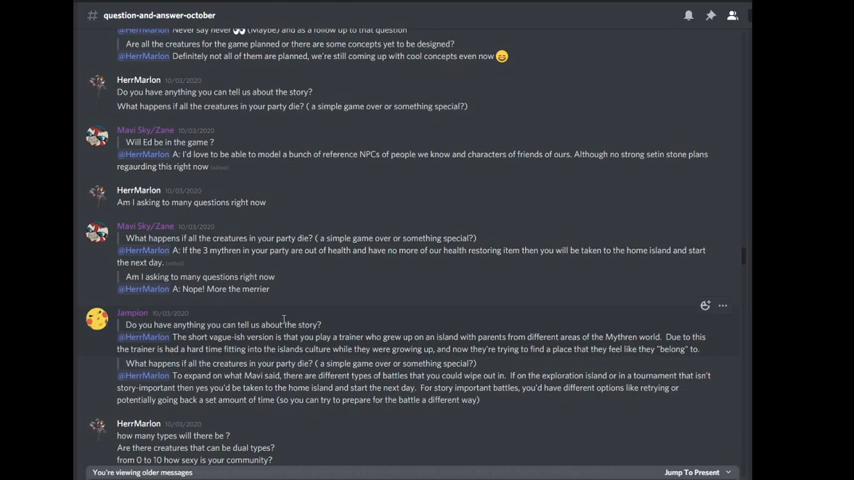 # question-and-answer-october
@HerrMarlon Never say never 👀 (Maybe) and as a follow up to that question
Are all the creatures for the game planned or there are some concepts yet to be designed?
@HerrMarlon Definitely not all of them are planned, we're still coming up with cool concepts even now 😄
HerrMarlon 10/03/2020
Do you have anything you can tell us about the story?
What happens if all the creatures in your party die? ( a simple game over or something special?)
Mavi Sky/Zane 10/03/2020
Will Ed be in the game ?
@HerrMarlon A: I'd love to be able to model a bunch of reference NPCs of people we know and characters of friends of ours. Although no strong setin stone plans
regaurding this right now (edited)
HerrMarlon 10/03/2020
Am I asking to many questions right now
Mavi Sky/Zane 10/03/2020
What happens if all the creatures in your party die? ( a simple game over or something special?)
@HerrMarlon A: If the 3 mythren in your party are out of health and have no more of our health restoring item then you will be taken to the home island and start
the next day. (edited)
Am I asking to many questions right now
@HerrMarlon A: Nope! More the merrier
Jampion 10/03/2020
Do you have anything you can tell us about the story?
@HerrMarlon The short vague-ish version is that you play a trainer who grew up on an island with parents from different areas of the Mythren world. Due to this
the trainer is had a hard time fitting into the islands culture while they were growing up, and now they're trying to find a place that they feel like they "belong" to.
What happens if all the creatures in your party die? ( a simple game over or something special?)
@HerrMarlon To expand on what Mavi said, there are different types of battles that you could wipe out in. If on the exploration island or in a tournament that isn't
story-important then yes you'd be taken to the home island and start the next day. For story important battles, you'd have different options like retrying or
potentially going back a set amount of time (so you can try to prepare for the battle a different way)
HerrMarlon 10/03/2020
how many types will there be ?
Are there creatures that can be dual types?
from 0 to 10 how sexy is your community?
You're viewing older messages
Jump To Present